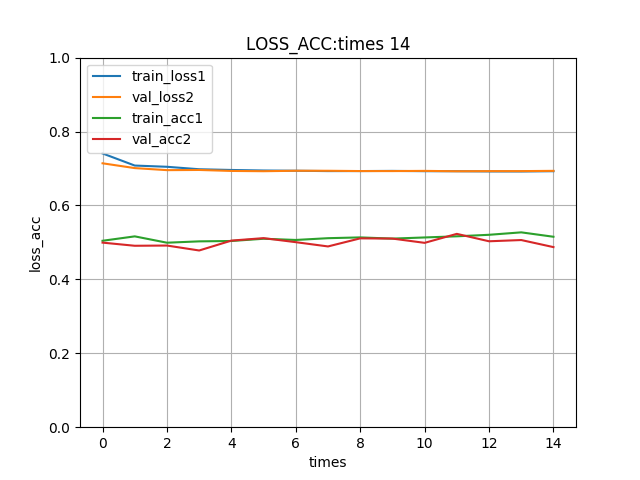 LOSS_ACC:times 14
1.0
0.8
0.6
0.4
0.2
0.0
loss_acc
train_loss1
val_loss2
train_acc1
val_acc2
0 2 4 6 8 10 12 14
times